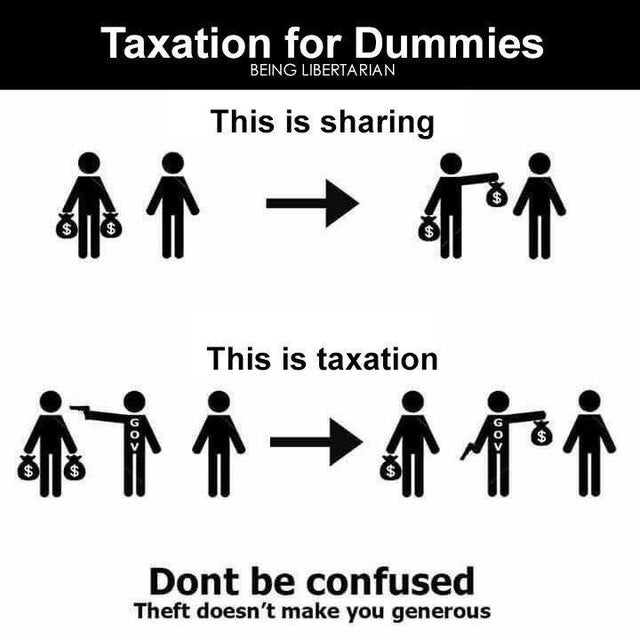 Taxation for Dummies
BEING LIBERTARIAN
This is sharing
$ $ $ $
This is taxation
GOV GOV
$ $ $ $
Dont be confused
Theft doesn't make you generous